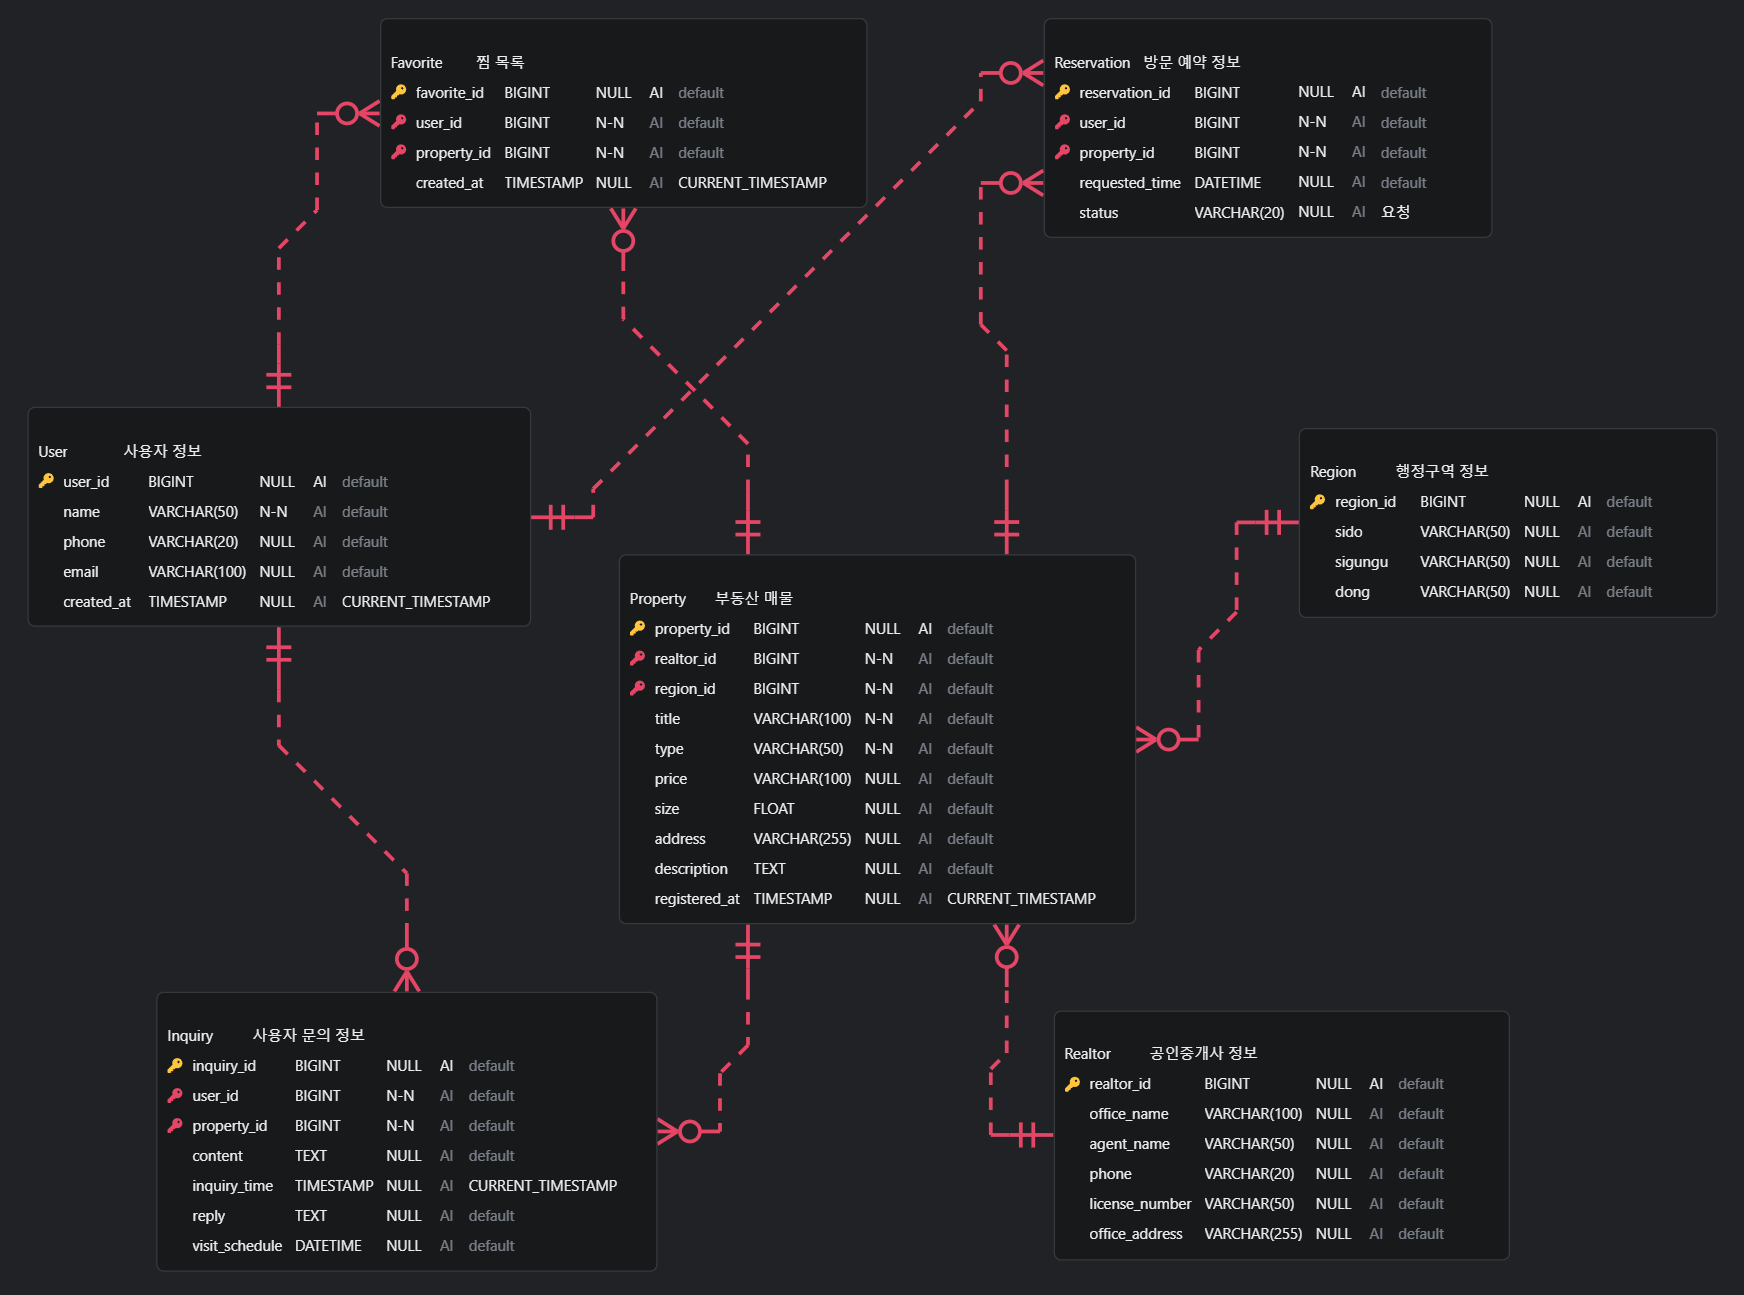 Favorite 찜 목록
favorite_id BIGINT NULL AI default
user_id BIGINT N-N AI default
property_id BIGINT N-N AI default
created_at TIMESTAMP NULL AI CURRENT_TIMESTAMP
Reservation 방문 예약 정보
reservation_id BIGINT NULL AI default
user_id BIGINT N-N AI default
property_id BIGINT N-N AI default
requested_time DATETIME NULL AI default
status VARCHAR(20) NULL AI 요청
User 사용자 정보
user_id BIGINT NULL AI default
name VARCHAR(50) N-N AI default
phone VARCHAR(20) NULL AI default
email VARCHAR(100) NULL AI default
created_at TIMESTAMP NULL AI CURRENT_TIMESTAMP
Region 행정구역 정보
region_id BIGINT NULL AI default
sido VARCHAR(50) NULL AI default
sigungu VARCHAR(50) NULL AI default
dong VARCHAR(50) NULL AI default
Property 부동산 매물
property_id BIGINT NULL AI default
realtor_id BIGINT N-N AI default
region_id BIGINT N-N AI default
title VARCHAR(100) N-N AI default
type VARCHAR(50) N-N AI default
price VARCHAR(100) NULL AI default
size FLOAT NULL AI default
address VARCHAR(255) NULL AI default
description TEXT NULL AI default
registered_at TIMESTAMP NULL AI CURRENT_TIMESTAMP
Inquiry 사용자 문의 정보
inquiry_id BIGINT NULL AI default
user_id BIGINT N-N AI default
property_id BIGINT N-N AI default
content TEXT NULL AI default
inquiry_time TIMESTAMP NULL AI CURRENT_TIMESTAMP
reply TEXT NULL AI default
visit_schedule DATETIME NULL AI default
Realtor 공인중개사 정보
realtor_id BIGINT NULL AI default
office_name VARCHAR(100) NULL AI default
agent_name VARCHAR(50) NULL AI default
phone VARCHAR(20) NULL AI default
license_number VARCHAR(50) NULL AI default
office_address VARCHAR(255) NULL AI default